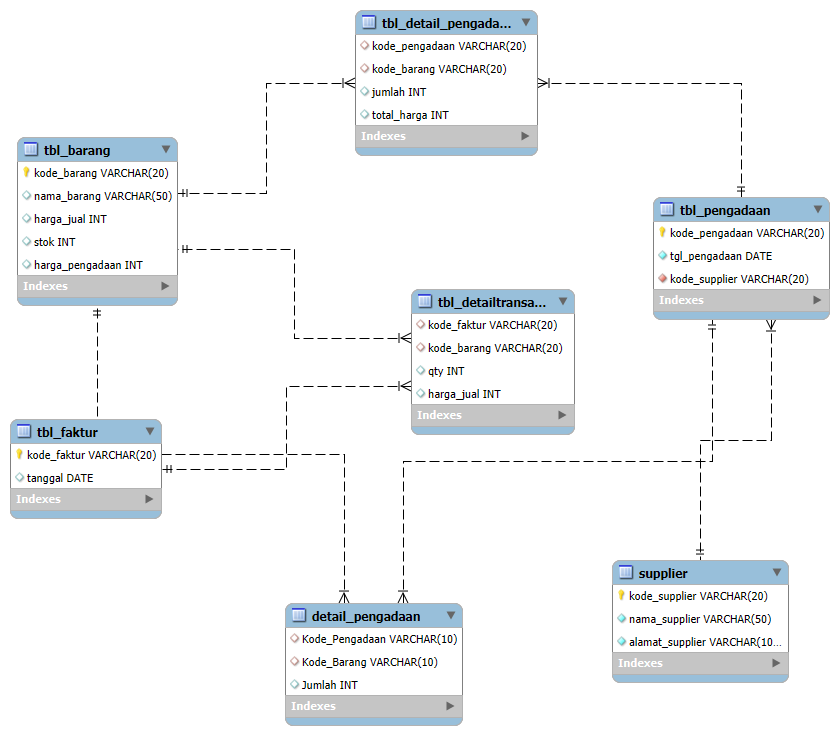 tbl_detail_pengada...
kode_pengadaan VARCHAR(20)
kode_barang VARCHAR(20)
jumlah INT
total_harga INT
Indexes
tbl_barang
kode_barang VARCHAR(20)
nama_barang VARCHAR(50)
harga_jual INT
stok INT
harga_pengadaan INT
Indexes
tbl_pengadaan
kode_pengadaan VARCHAR(20)
tgl_pengadaan DATE
kode_supplier VARCHAR(20)
Indexes
tbl_detailtransa...
kode_faktur VARCHAR(20)
kode_barang VARCHAR(20)
qty INT
harga_jual INT
Indexes
tbl_faktur
kode_faktur VARCHAR(20)
tanggal DATE
Indexes
supplier
kode_supplier VARCHAR(20)
nama_supplier VARCHAR(50)
alamat_supplier VARCHAR(10...
Indexes
detail_pengadaan
Kode_Pengadaan VARCHAR(10)
Kode_Barang VARCHAR(10)
Jumlah INT
Indexes